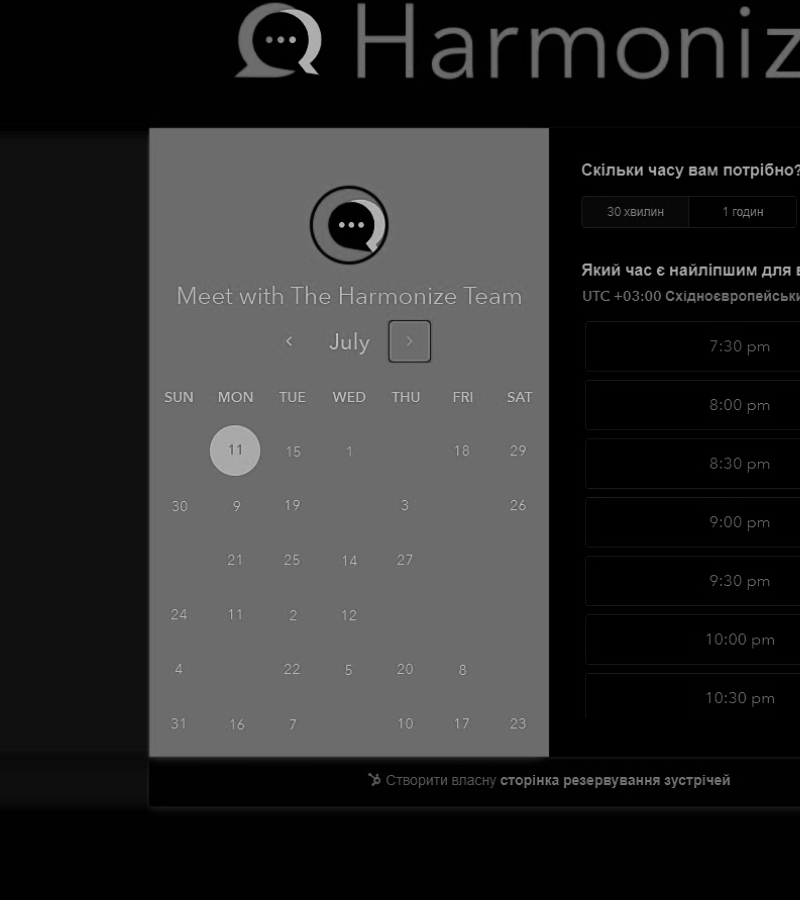 Harmoniz
Meet with The Harmonize Team
July
SUN MON TUE WED THU FRI SAT
11 15 1 18 29
30 9 19 3 26
21 25 14 27
24 11 2 12
4 22 5 20 8
31 16 7 10 17 23
Скільки часу вам потрібно?
30 хвилин 1 годин
Який час є найліпшим для в
UTC +03:00 Східноєвропейськи
7:30 pm
8:00 pm
8:30 pm
9:00 pm
9:30 pm
10:00 pm
10:30 pm
Створити власну сторінка резервування зустрічей